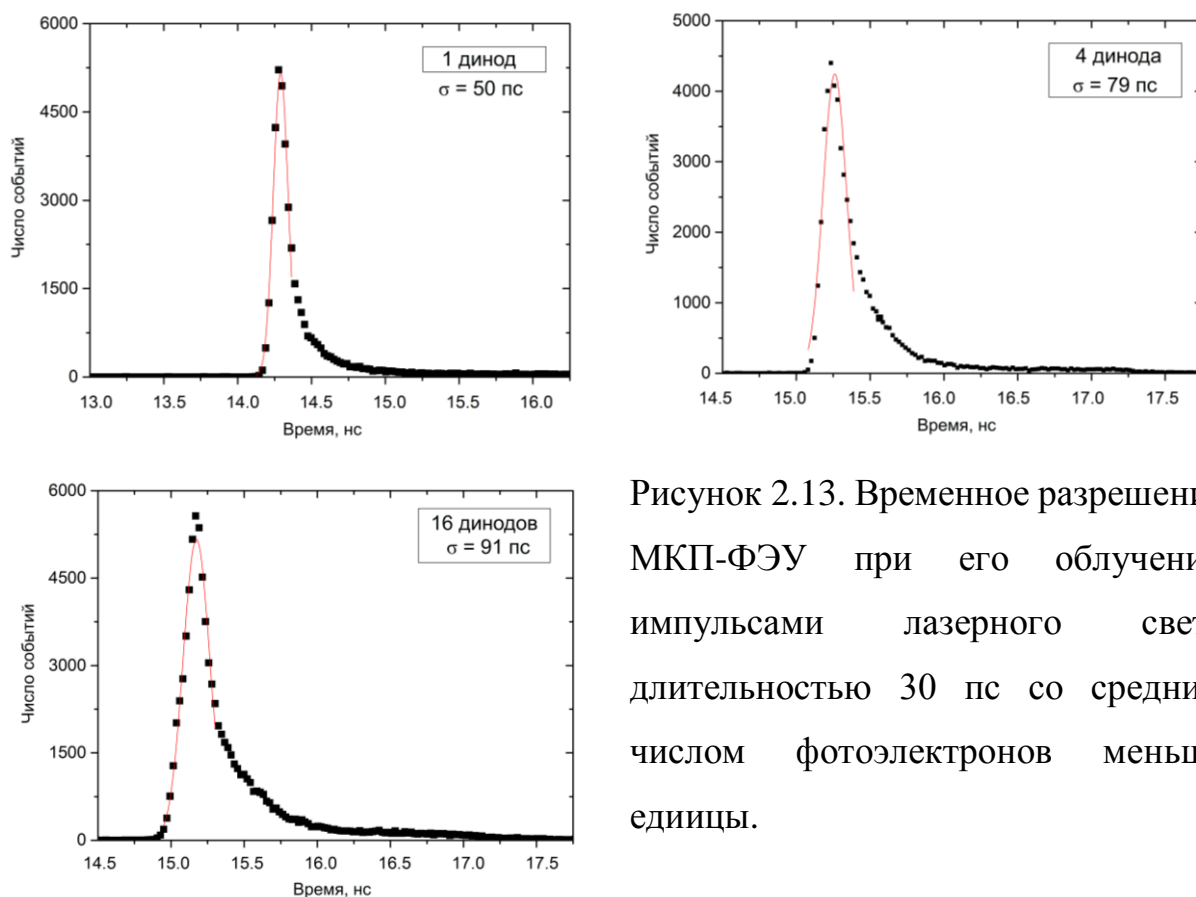 6000
4500
3000
1500
0
Число событий
1 динод
σ = 50 пс
13.0 13.5 14.0 14.5 15.0 15.5 16.0
Время, нс
5000
4000
3000
2000
1000
0
Число событий
4 динода
σ = 79 пс
14.5 15.0 15.5 16.0 16.5 17.0 17.5
Время, нс
6000
4500
3000
1500
0
Число событий
16 динодов
σ = 91 пс
14.5 15.0 15.5 16.0 16.5 17.0 17.5
Время, нс
Рисунок 2.13. Временное разрешени
МКП-ФЭУ при его облучени
импульсами лазерного свет
длительностью 30 пс со средни
числом фотоэлектронов меньш
едиицы.